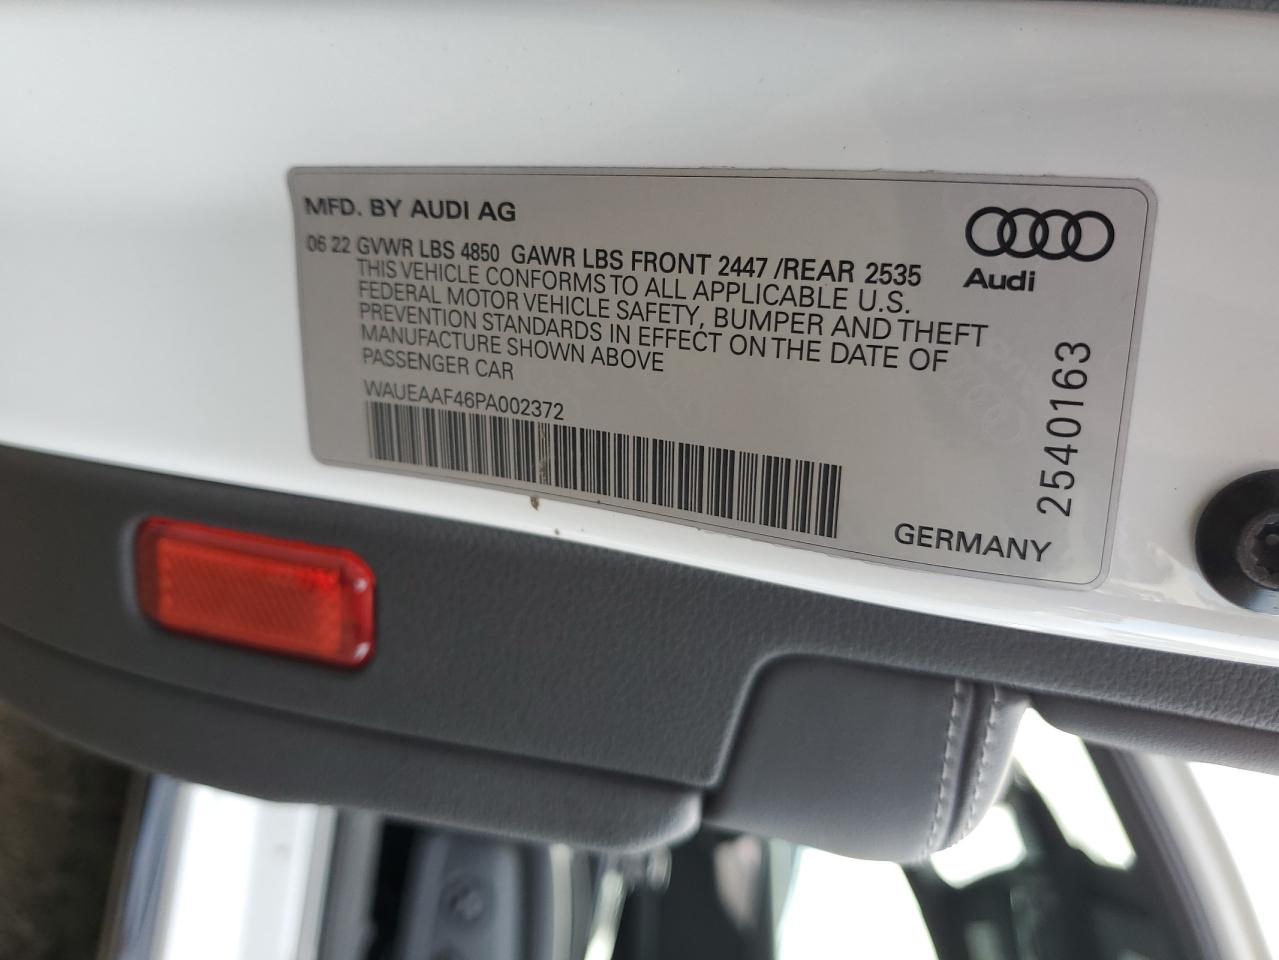 MFD. BY AUDI AG
06 22 GVWR LBS 4850 GAWR LBS FRONT 2447 /REAR 2535
THIS VEHICLE CONFORMS TO ALL APPLICABLE U.S.
FEDERAL MOTOR VEHICLE SAFETY, BUMPER AND THEFT
PREVENTION STANDARDS IN EFFECT ON THE DATE OF
MANUFACTURE SHOWN ABOVE
PASSENGER CAR
WAUEAAF46PA002372
GERMANY
Audi
2540163